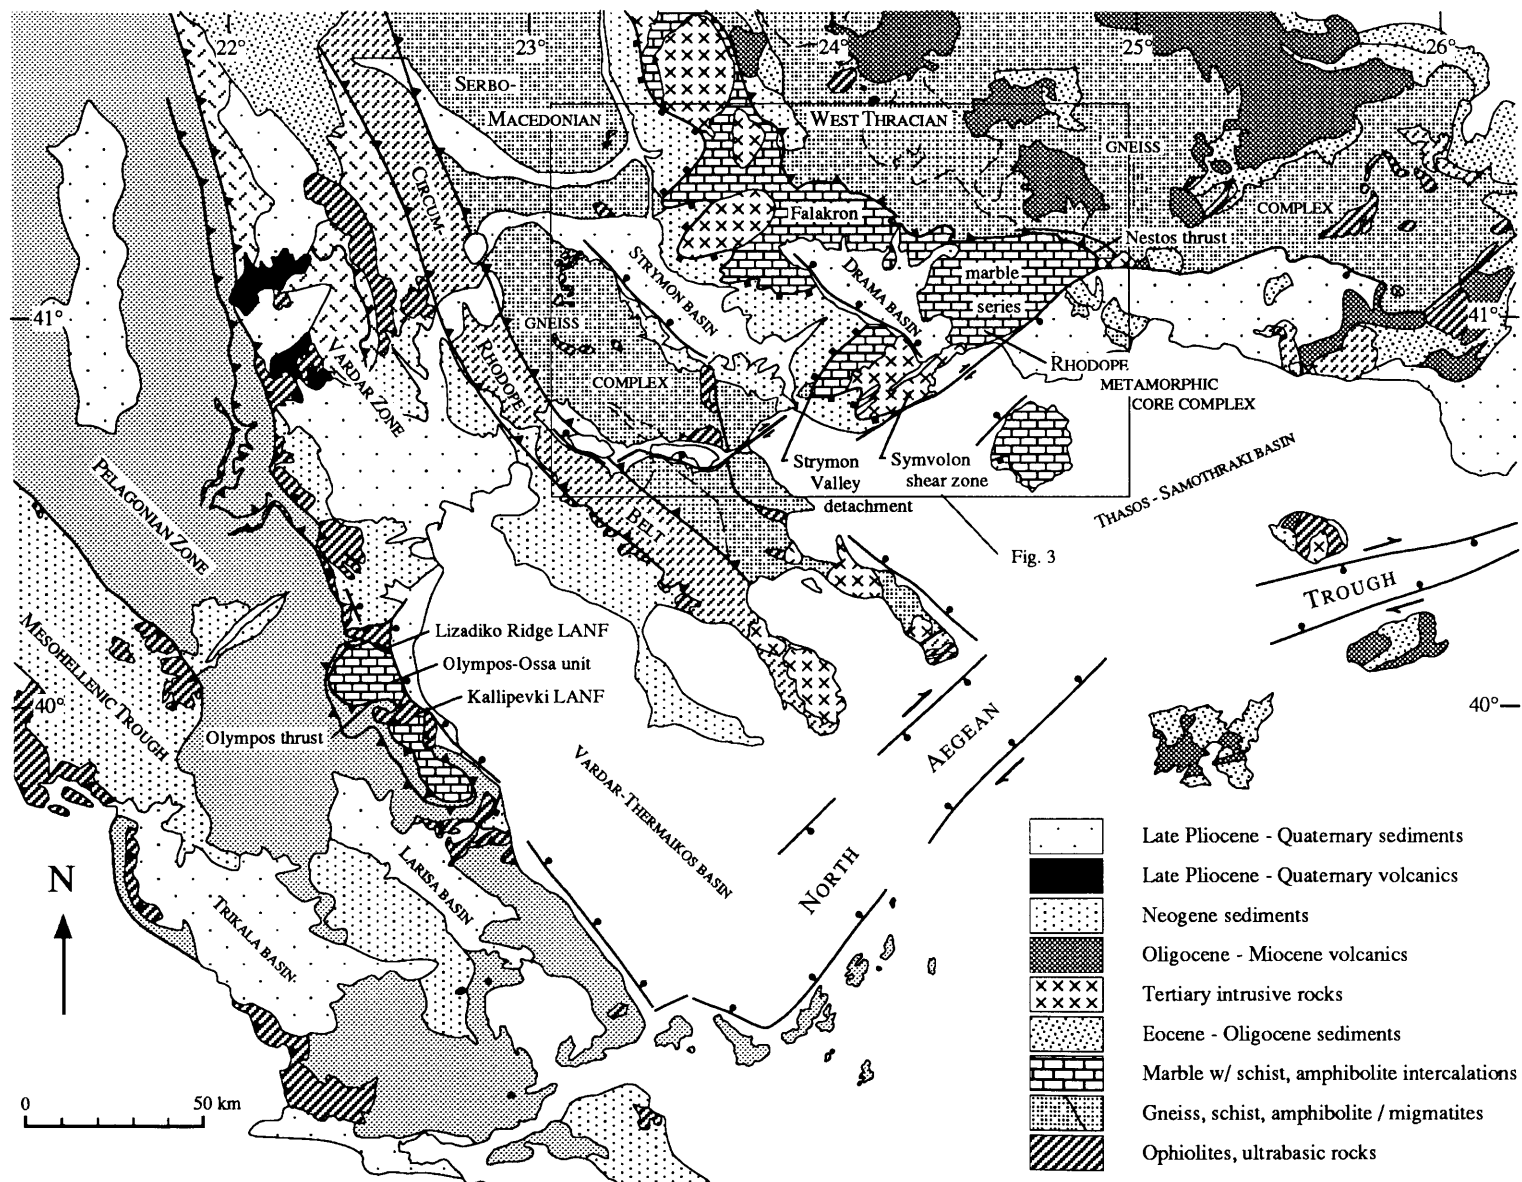 22°
23°
24°
25°
26°
SERBO-
MACEDONIAN
WEST THRACIAN
GNEISS
COMPLEX
CIRCUM
RHODOPE
BELT
Falakron
Nestos thrust
STRYMON BASIN
DRAMA BASIN
marble
series
41°
41°
GNEISS
COMPLEX
VARDAR ZONE
RHODOPE
METAMORPHIC
CORE COMPLEX
Strymon
Valley
detachment
Symvolon
shear zone
THASOS - SAMOTHRAKI BASIN
PELAGONIAN ZONE
Fig. 3
TROUGH
MESOHELLENIC TROUGH
Lizadiko Ridge LANF
Olympos-Ossa unit
Kallipevki LANF
40°
40°
Olympos thrust
AEGEAN
VARDAR-THERMAIKOS BASIN
NORTH
LARISA BASIN
TRIKALA BASIN
N
0 50 km
Late Pliocene - Quaternary sediments
Late Pliocene - Quaternary volcanics
Neogene sediments
Oligocene - Miocene volcanics
Tertiary intrusive rocks
Eocene - Oligocene sediments
Marble w/ schist, amphibolite intercalations
Gneiss, schist, amphibolite / migmatites
Ophiolites, ultrabasic rocks